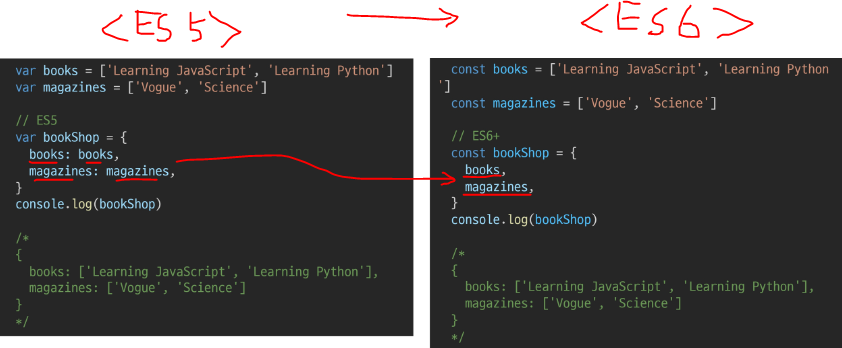 <ES5>
<ES6>
var books = ['Learning JavaScript', 'Learning Python']
var magazines = ['Vogue', 'Science']
// ES5
var bookShop = {
books: books,
magazines: magazines,
}
console.log(bookShop)
/*
{
books: ['Learning JavaScript', 'Learning Python'],
magazines: ['Vogue', 'Science']
}
*/
const books = ['Learning JavaScript', 'Learning Python
']
const magazines = ['Vogue', 'Science']
// ES6+
const bookShop = {
books,
magazines,
}
console.log(bookShop)
/*
{
books: ['Learning JavaScript', 'Learning Python'],
magazines: ['Vogue', 'Science']
}
*/